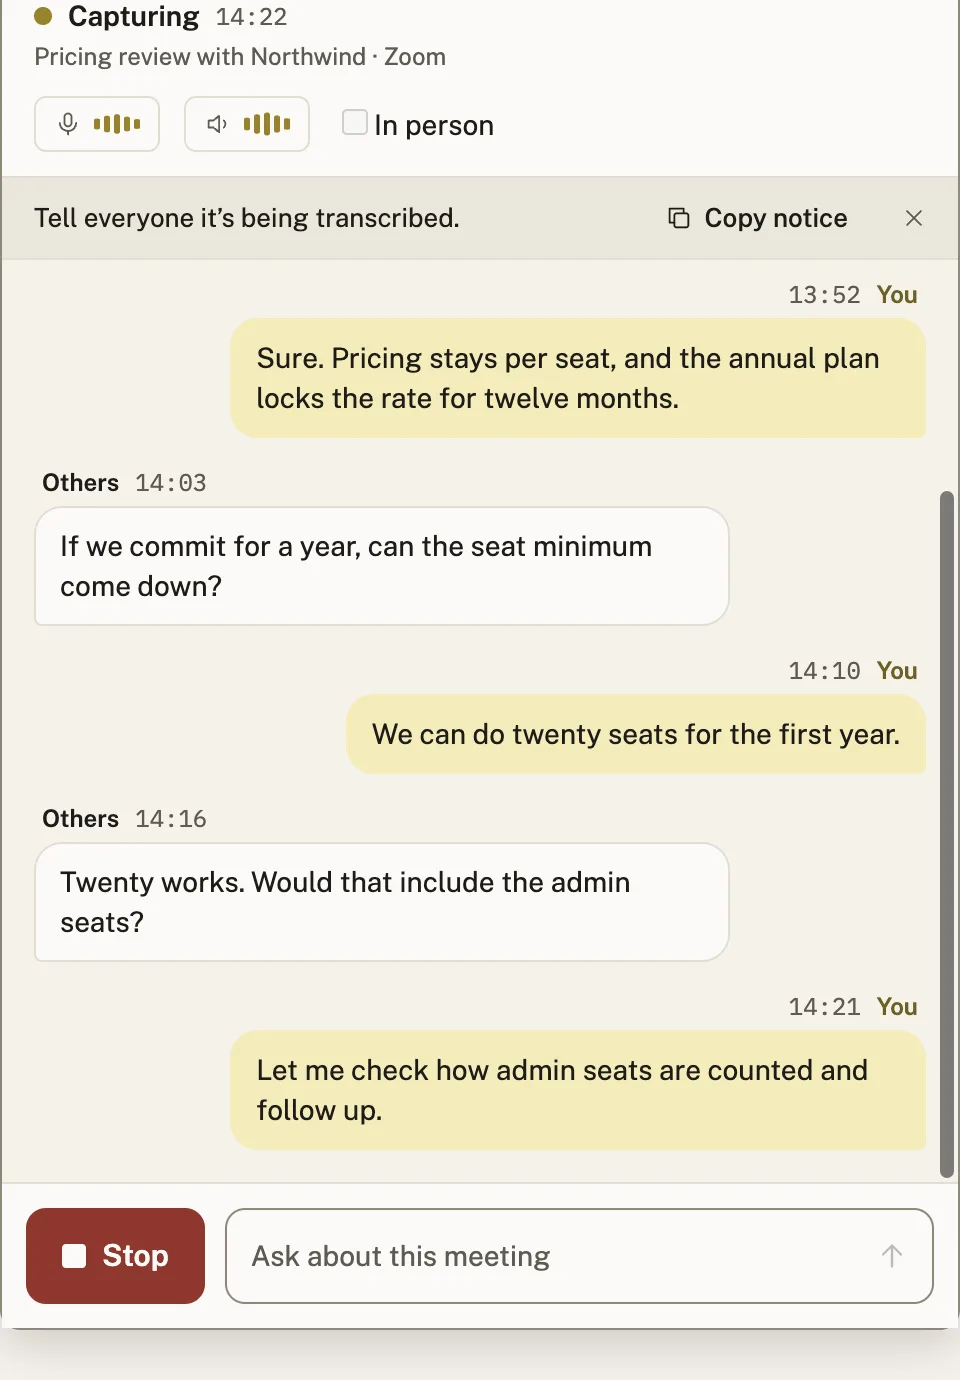 Capturing 14:22
Pricing review with Northwind · Zoom
In person
Tell everyone it’s being transcribed.
Copy notice
13:52 You
Sure. Pricing stays per seat, and the annual plan
locks the rate for twelve months.
Others 14:03
If we commit for a year, can the seat minimum
come down?
14:10 You
We can do twenty seats for the first year.
Others 14:16
Twenty works. Would that include the admin
seats?
14:21 You
Let me check how admin seats are counted and
follow up.
Stop
Ask about this meeting